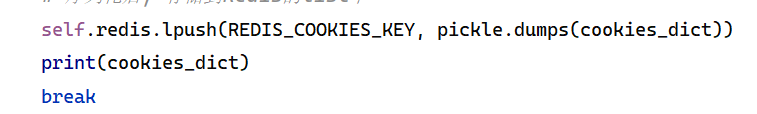 self.redis.lpush(REDIS_COOKIES_KEY, pickle.dumps(cookies_dict))
print(cookies_dict)
break